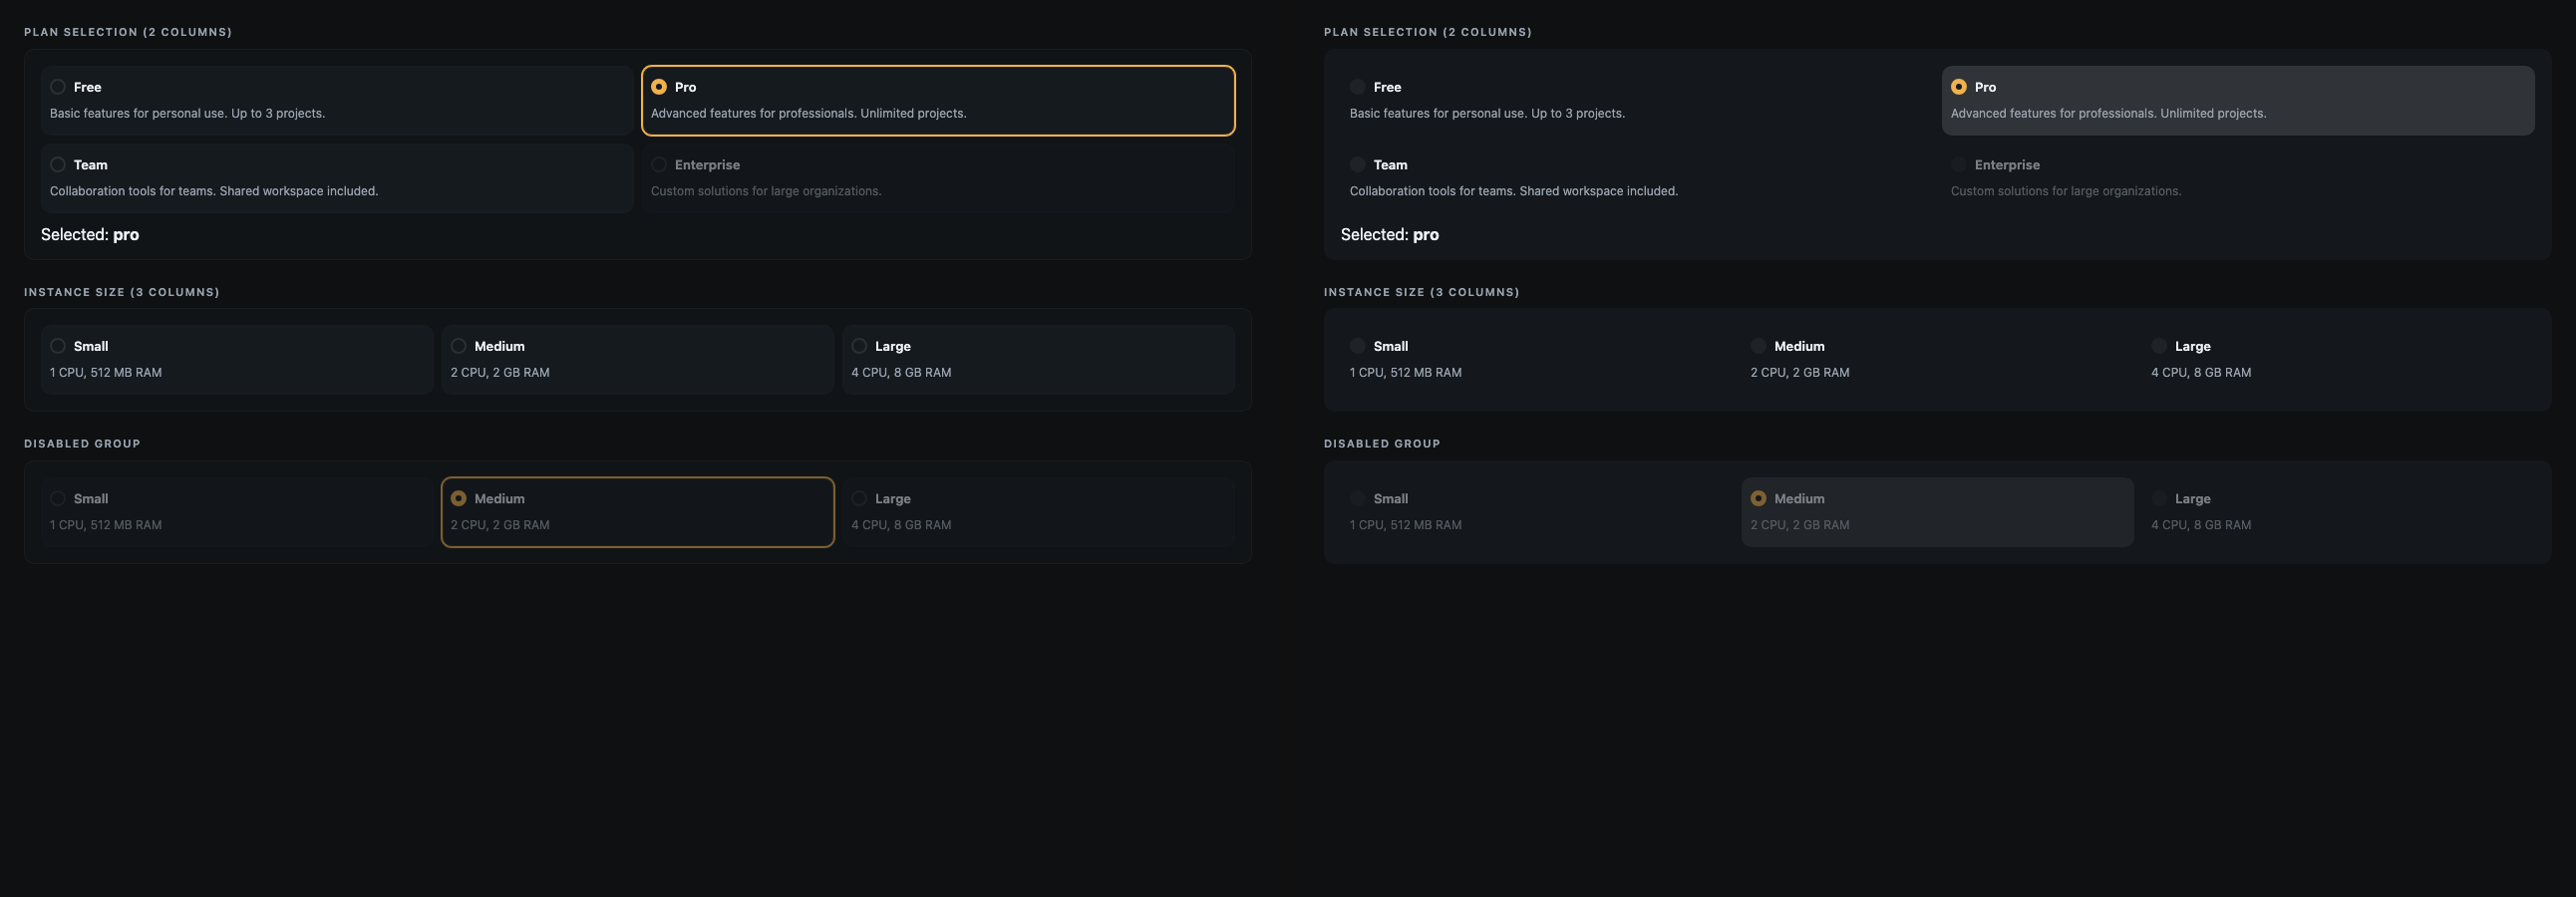 PLAN SELECTION (2 COLUMNS)
Free
Basic features for personal use. Up to 3 projects.
Pro
Advanced features for professionals. Unlimited projects.
Team
Collaboration tools for teams. Shared workspace included.
Enterprise
Custom solutions for large organizations.
Selected: pro
INSTANCE SIZE (3 COLUMNS)
Small
1 CPU, 512 MB RAM
Medium
2 CPU, 2 GB RAM
Large
4 CPU, 8 GB RAM
DISABLED GROUP
Small
1 CPU, 512 MB RAM
Medium
2 CPU, 2 GB RAM
Large
4 CPU, 8 GB RAM
PLAN SELECTION (2 COLUMNS)
Free
Basic features for personal use. Up to 3 projects.
Pro
Advanced features for professionals. Unlimited projects.
Team
Collaboration tools for teams. Shared workspace included.
Enterprise
Custom solutions for large organizations.
Selected: pro
INSTANCE SIZE (3 COLUMNS)
Small
1 CPU, 512 MB RAM
Medium
2 CPU, 2 GB RAM
Large
4 CPU, 8 GB RAM
DISABLED GROUP
Small
1 CPU, 512 MB RAM
Medium
2 CPU, 2 GB RAM
Large
4 CPU, 8 GB RAM